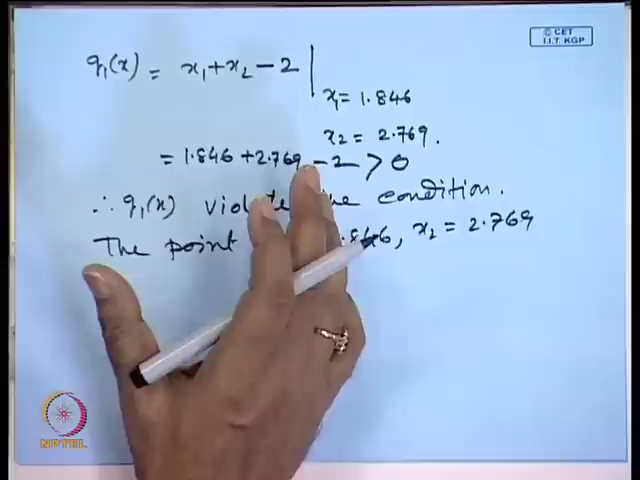 © CET
I.I.T. KGP
g₁(x) = x₁+x₂ - 2 |
x₁= 1.846
x₂ = 2.769.
= 1.846 +2.769 - 2 > 0
∴ g₁(x) condition.
The point x₂ = 2.769
NPTEL